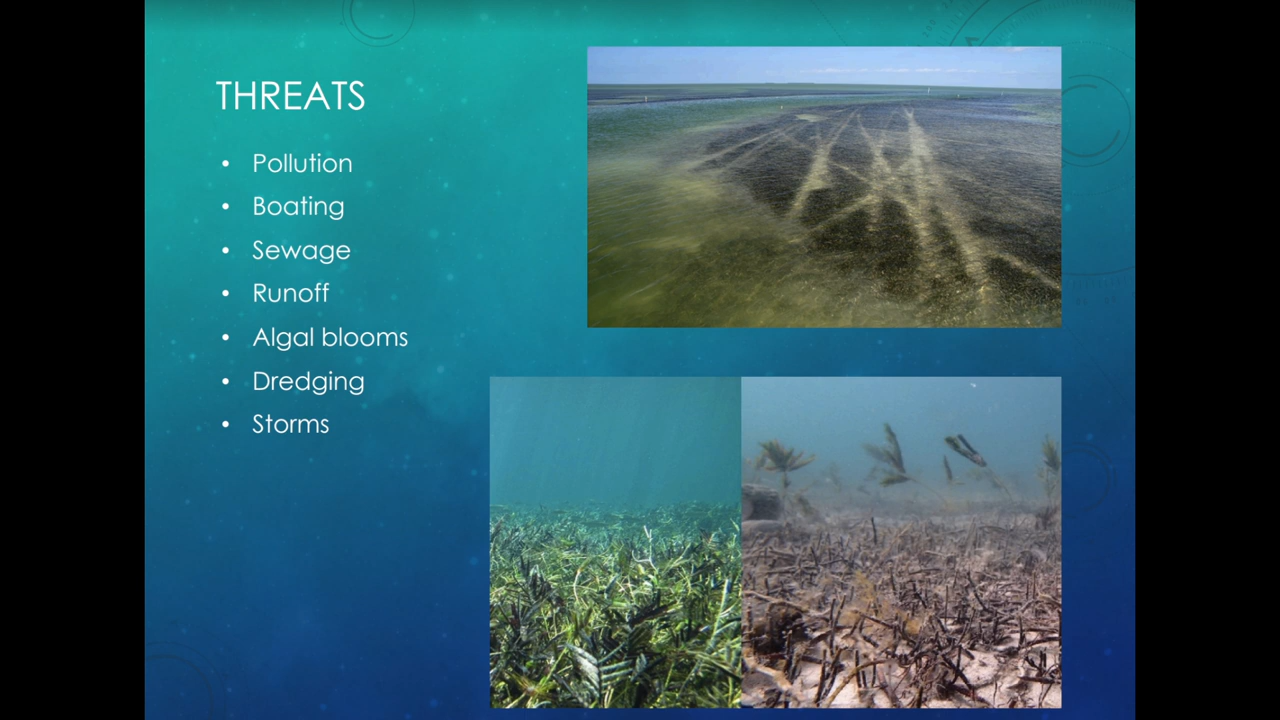 THREATS
• Pollution
• Boating
• Sewage
• Runoff
• Algal blooms
• Dredging
• Storms